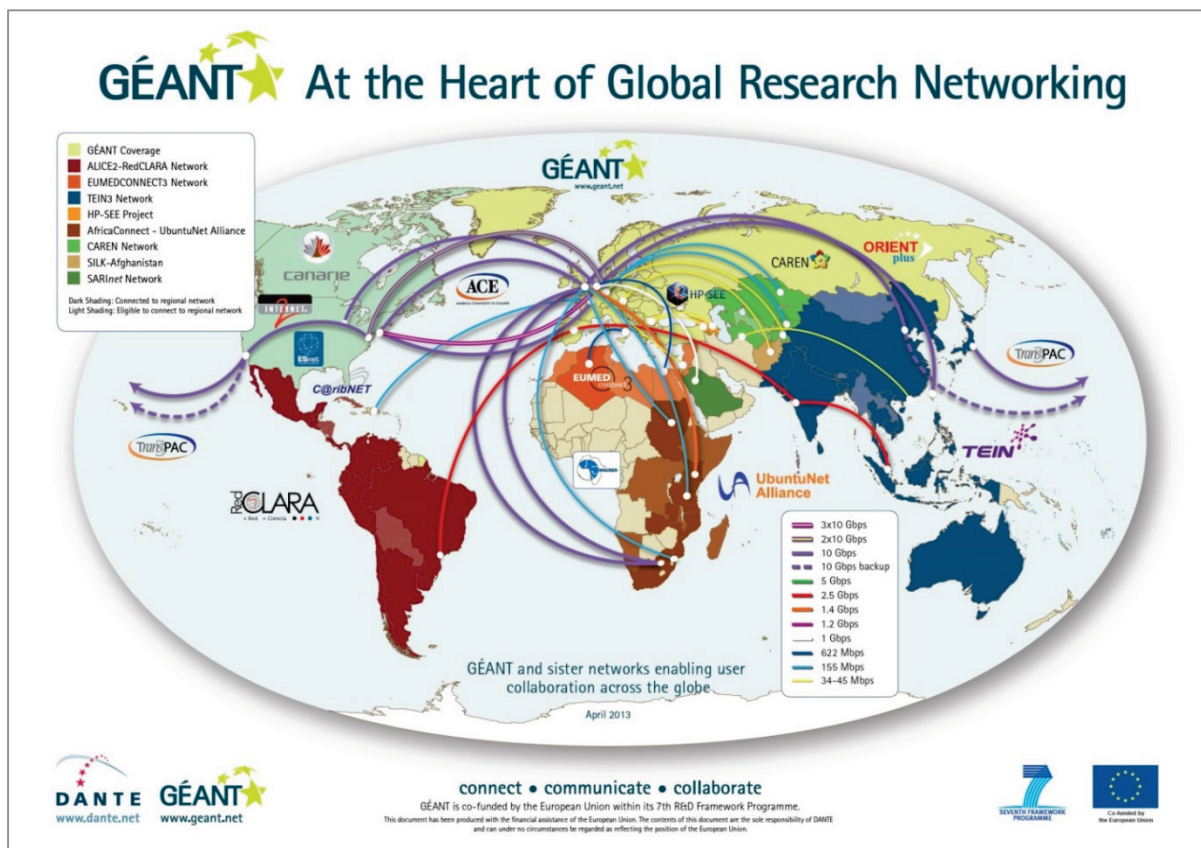 GÉANT At the Heart of Global Research Networking
GÉANT Coverage
ALICE2-RedCLARA Network
EUMEDCONNECT3 Network
TEIN3 Network
HP-SEE Project
AfricaConnect - UbuntuNet Alliance
CAREN Network
SILK-Afghanistan
SARInet Network
Dark Shading: Connected to regional network
Light Shading: Eligible to connect to regional network
GÉANT
www.geant.net
canarie
INTERNET 2
ESnet
ACE
C@ribNET
TransPAC
Red CLARA
HP-SEE
CAREN
ORIENT
plus
EUMED
connect 3
UbuntuNet
Alliance
TransPAC
TEIN
3x10 Gbps
2x10 Gbps
10 Gbps
10 Gbps backup
5 Gbps
2.5 Gbps
1.4 Gbps
1.2 Gbps
1 Gbps
622 Mbps
155 Mbps
34-45 Mbps
GÉANT and sister networks enabling user
collaboration across the globe
April 2013
DANTE
www.dante.net
GÉANT
www.geant.net
connect • communicate • collaborate
GÉANT is co-funded by the European Union within its 7th R&D Framework Programme.
This document has been produced with the financial assistance of the European Union. The contents of this document are the sole responsibility of DANTE
and can under no circumstances be regarded as reflecting the position of the European Union.
SEVENTH FRAMEWORK
PROGRAMME
Co-funded by
the European Union